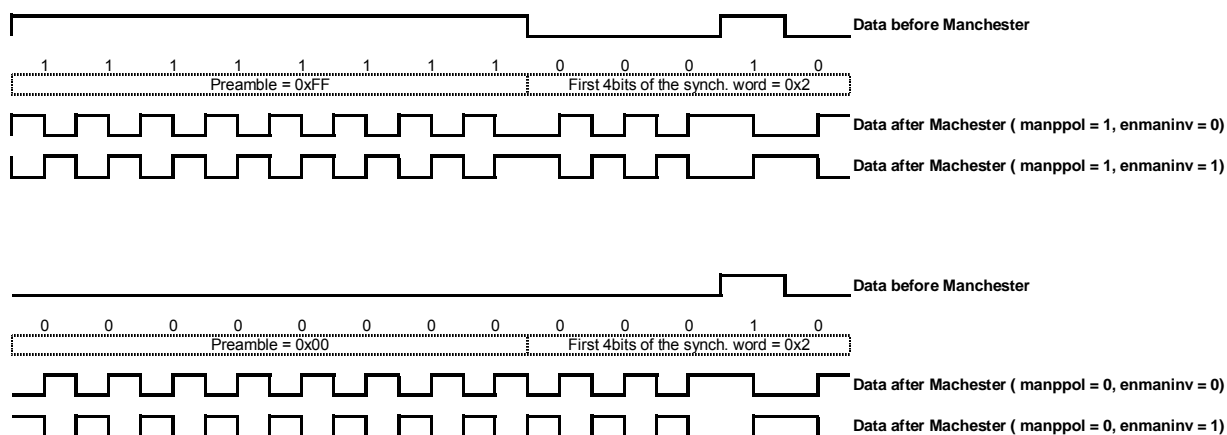 Data before Manchester
1 1 1 1 1 1 1 1 0 0 0 1 0
Preamble = 0xFF First 4bits of the synch. word = 0x2
Data after Machester ( manppol = 1, enmaninv = 0)
Data after Machester ( manppol = 1, enmaninv = 1)
Data before Manchester
0 0 0 0 0 0 0 0 0 0 0 1 0
Preamble = 0x00 First 4bits of the synch. word = 0x2
Data after Machester ( manppol = 0, enmaninv = 0)
Data after Machester ( manppol = 0, enmaninv = 1)